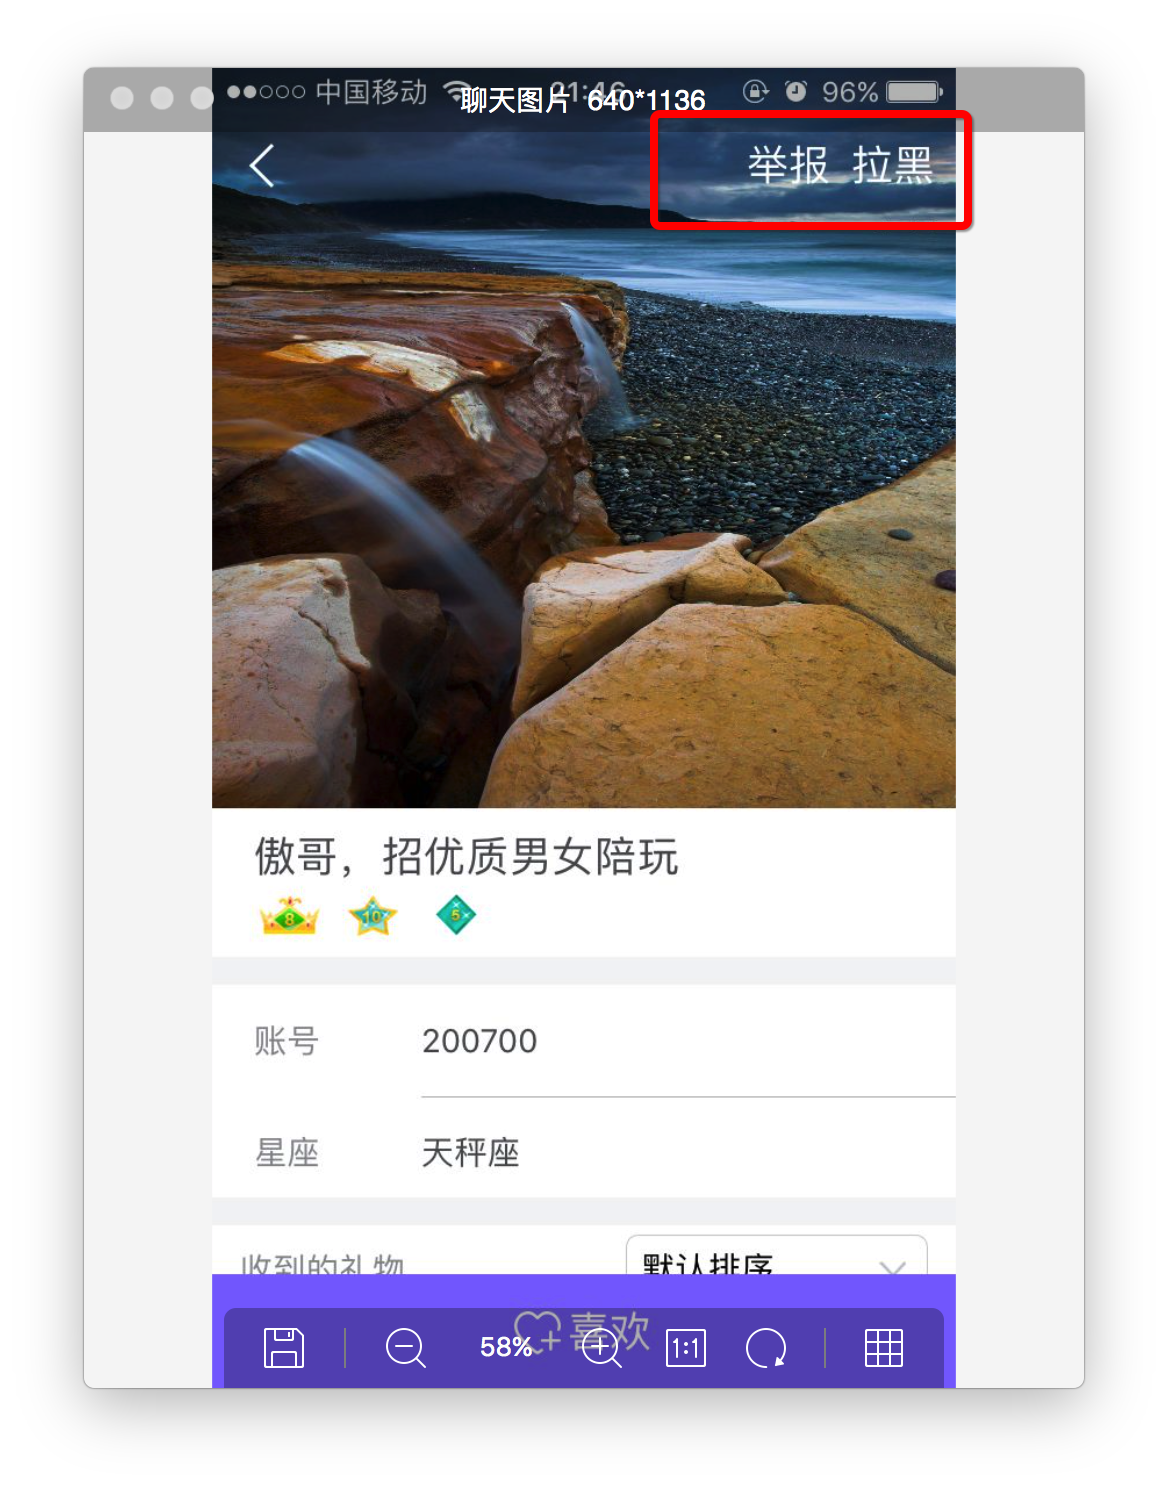 中国移动 21:46 96%
聊天图片 640*1136
举报 拉黑
傲哥，招优质男女陪玩
8 10 5
账号 200700
星座 天秤座
收到的礼物 默认排序
喜欢
58% 1:1